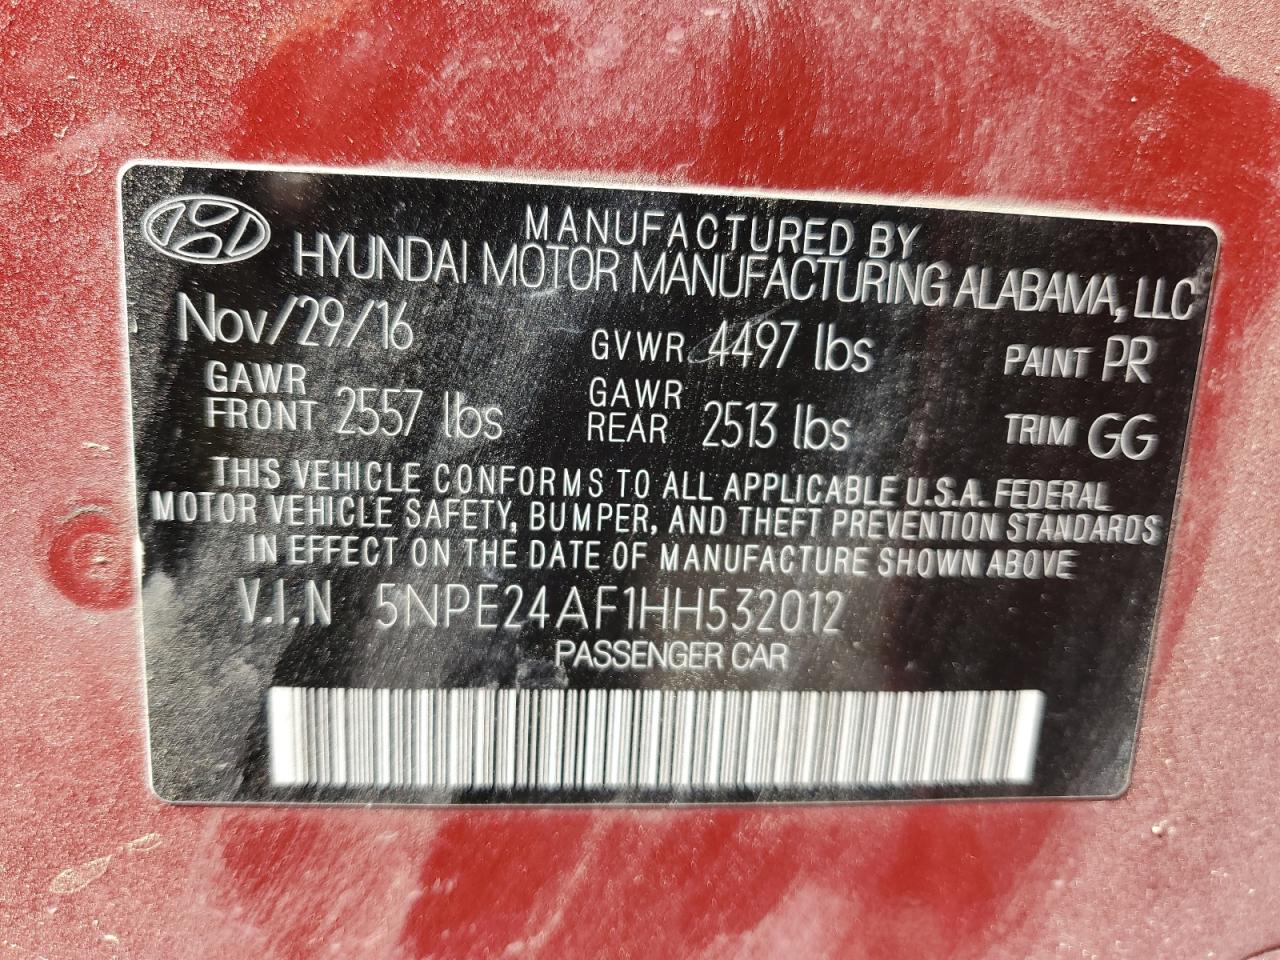 MANUFACTURED BY
HYUNDAI MOTOR MANUFACTURING ALABAMA, LLC
Nov/29/16 GVWR 4497 lbs PAINT PR
GAWR FRONT 2557 lbs GAWR REAR 2513 lbs TRIM GG
THIS VEHICLE CONFORMS TO ALL APPLICABLE U.S.A. FEDERAL
MOTOR VEHICLE SAFETY, BUMPER, AND THEFT PREVENTION STANDARDS
IN EFFECT ON THE DATE OF MANUFACTURE SHOWN ABOVE
V.I.N 5NPE24AF1HH532012
PASSENGER CAR